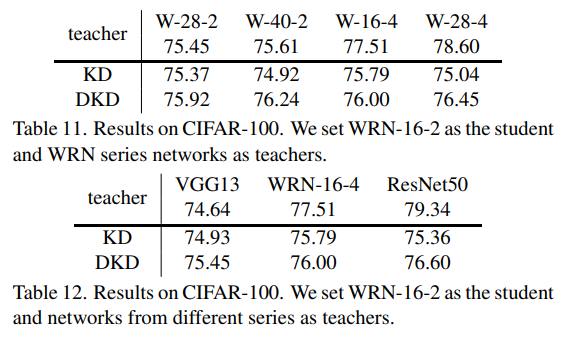 teacher W-28-2 W-40-2 W-16-4 W-28-4
75.45 75.61 77.51 78.60
KD 75.37 74.92 75.79 75.04
DKD 75.92 76.24 76.00 76.45
Table 11. Results on CIFAR-100. We set WRN-16-2 as the student
and WRN series networks as teachers.
teacher VGG13 WRN-16-4 ResNet50
74.64 77.51 79.34
KD 74.93 75.79 75.36
DKD 75.45 76.00 76.60
Table 12. Results on CIFAR-100. We set WRN-16-2 as the student
and networks from different series as teachers.